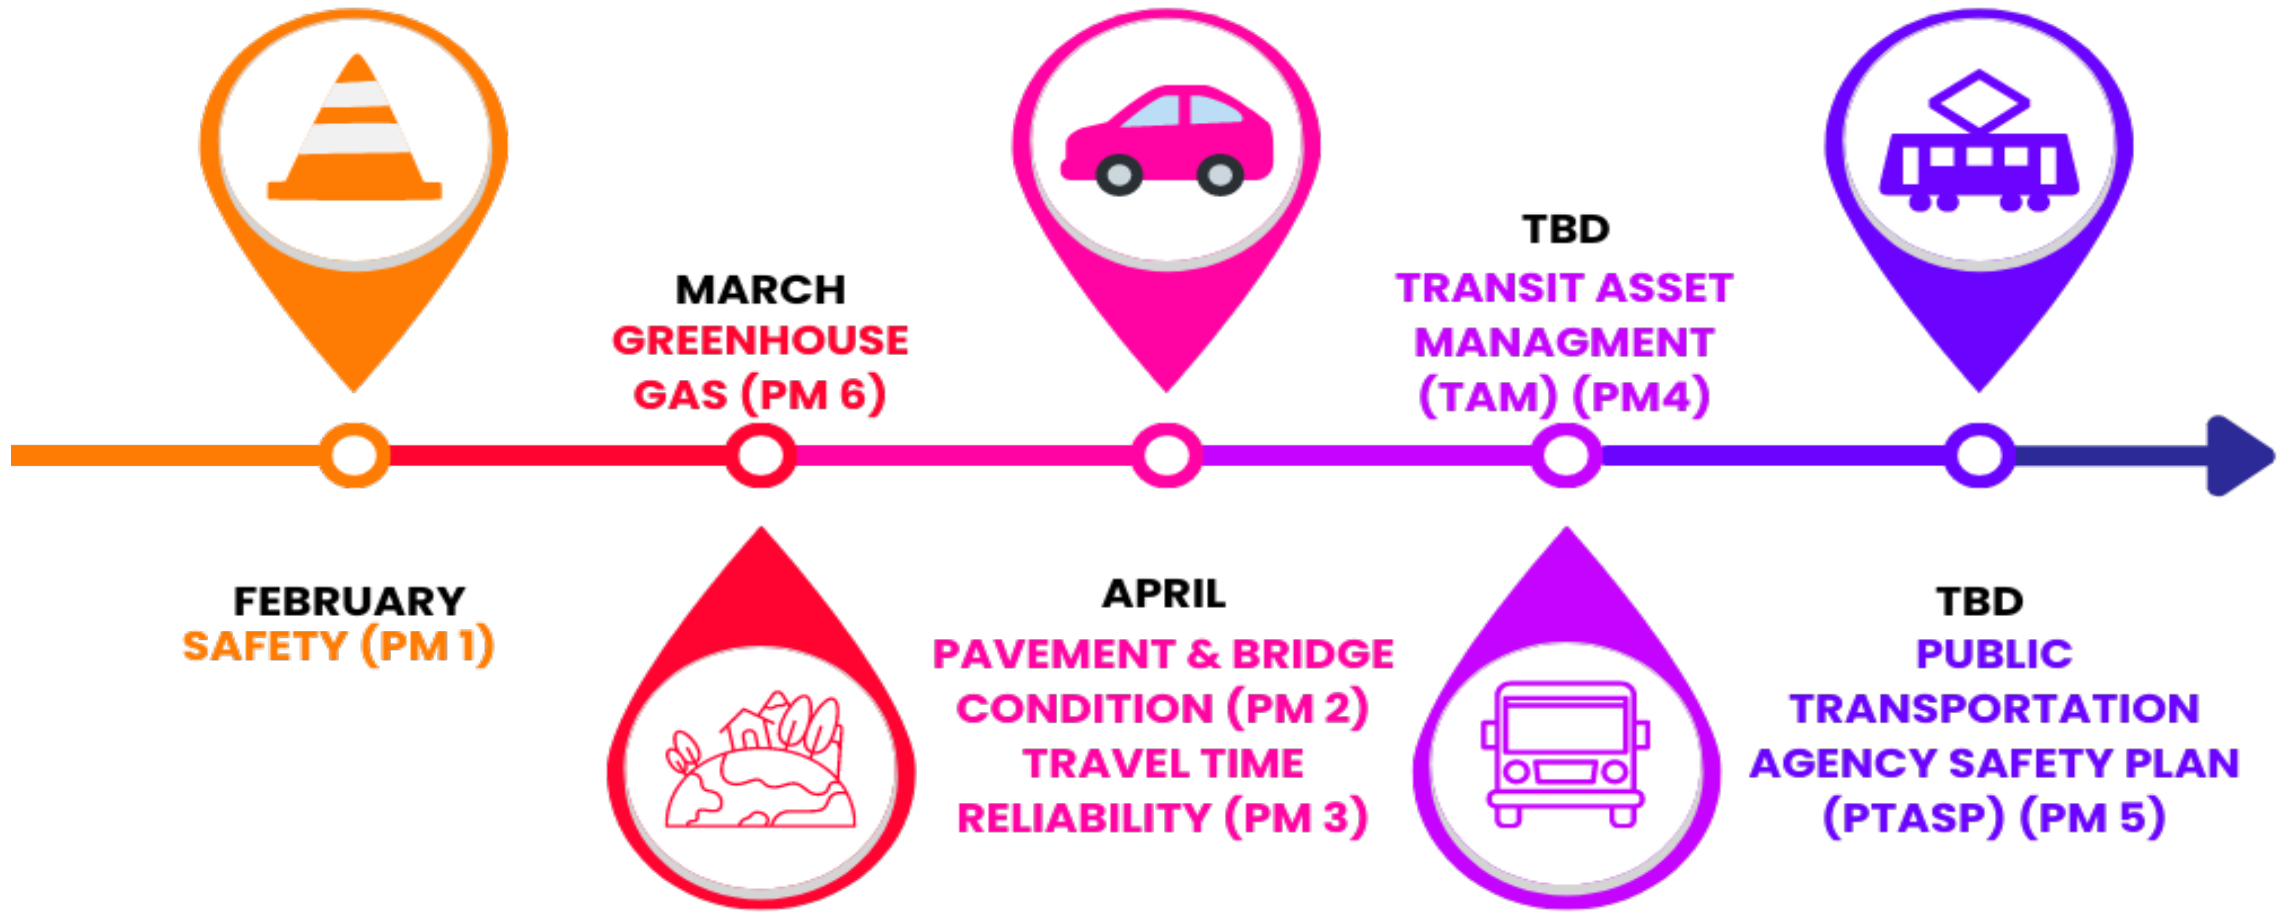 FEBRUARY
SAFETY (PM 1)
MARCH
GREENHOUSE
GAS (PM 6)
APRIL
PAVEMENT & BRIDGE
CONDITION (PM 2)
TRAVEL TIME
RELIABILITY (PM 3)
TBD
TRANSIT ASSET
MANAGMENT
(TAM) (PM4)
TBD
PUBLIC
TRANSPORTATION
AGENCY SAFETY PLAN
(PTASP) (PM 5)